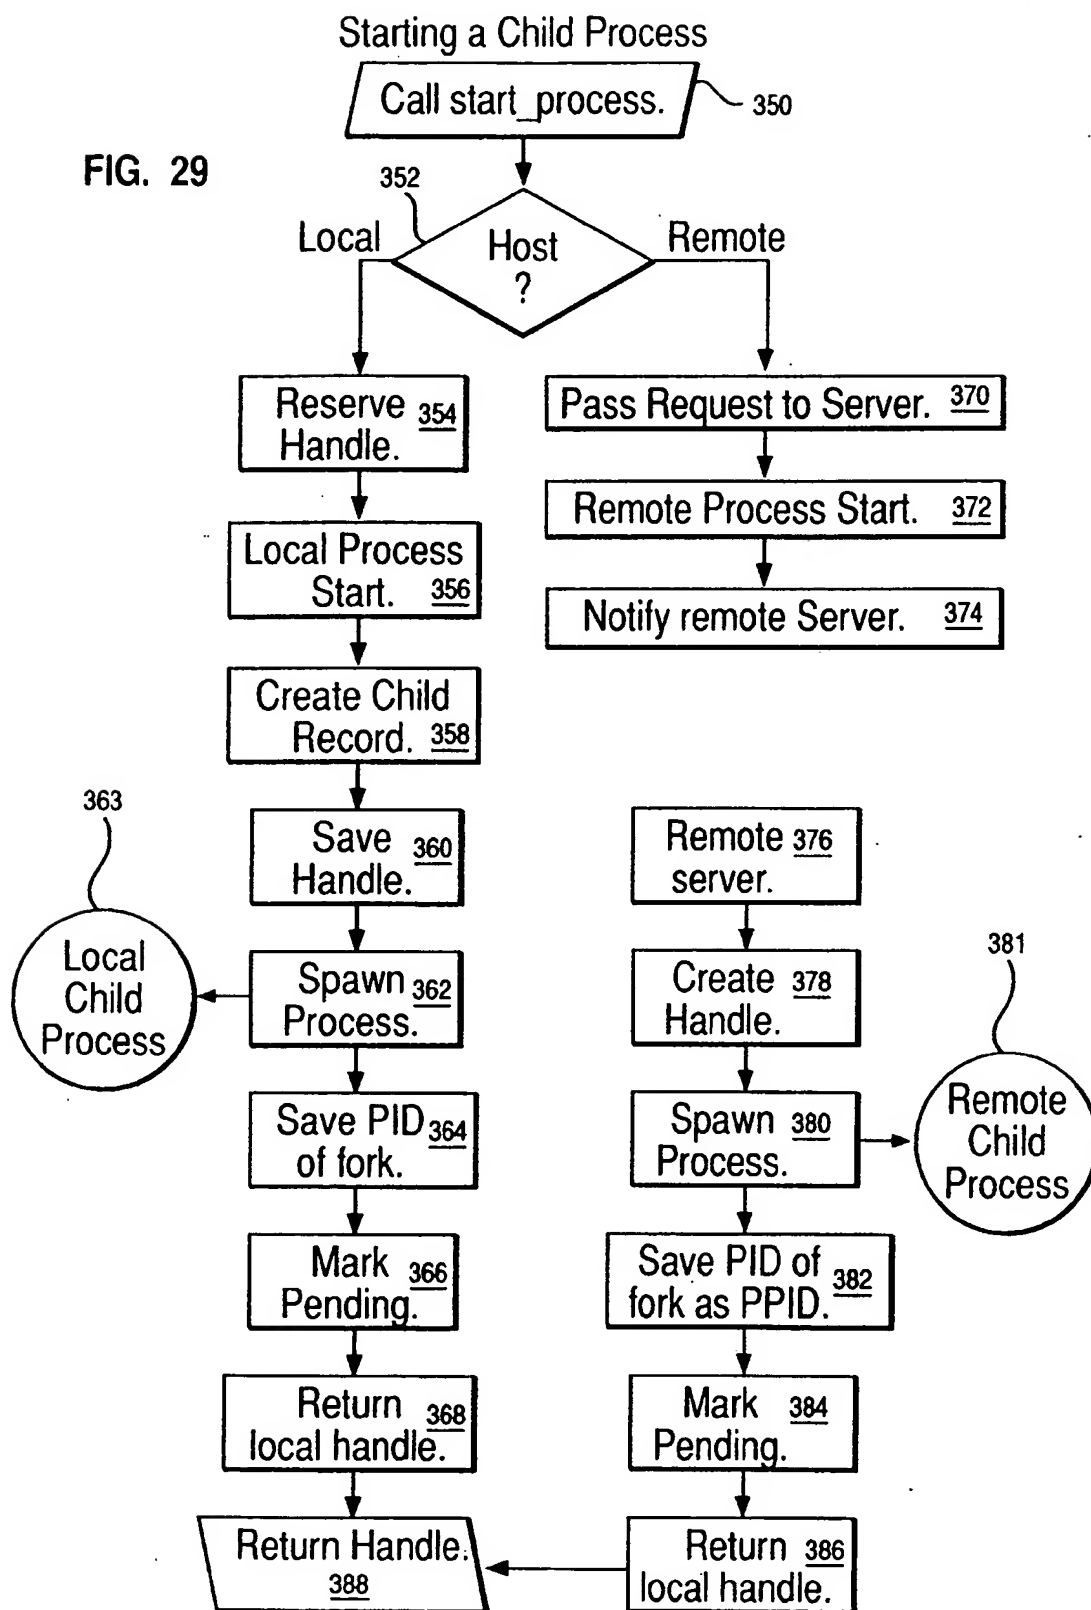 Starting a Child Process
Call start_process.
350
FIG. 29
352
Local
Host
?
Remote
Reserve
Handle.
354
Pass Request to Server. 370
Remote Process Start. 372
Local Process
Start. 356
Notify remote Server. 374
Create Child
Record. 358
363
Save
Handle.
360
Remote
server.
376
Local
Child
Process
Spawn
Process.
362
Create
Handle.
378
381
Save PID
of fork.
364
Spawn
Process.
380
Remote
Child
Process
Mark
Pending.
366
Save PID of
fork as PPID.
382
Return
local handle.
368
Mark
Pending.
384
Return Handle.
388
Return
local handle.
386